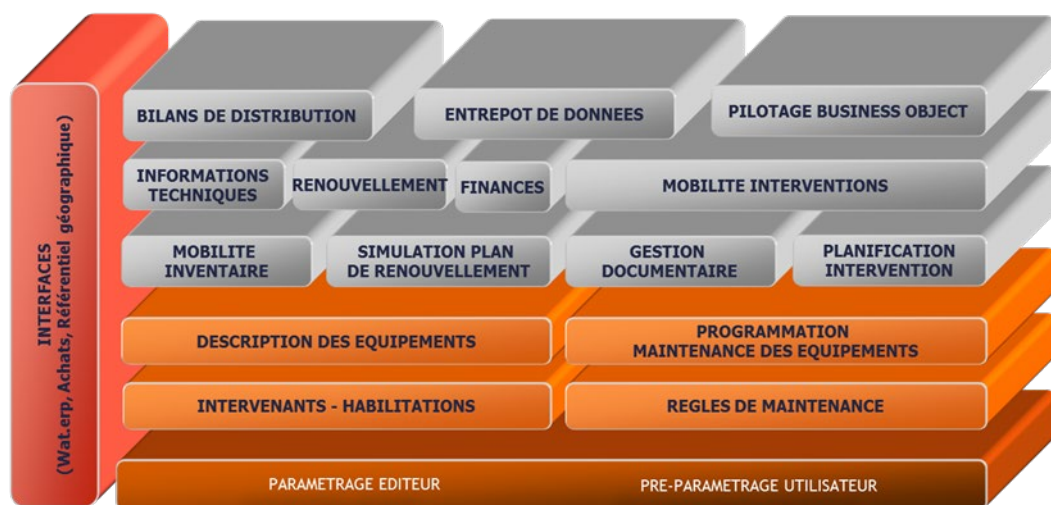 INTERFACES
(Wat.erp, Achats, Référentiel géographique)
BILANS DE DISTRIBUTION
ENTREPOT DE DONNEES
PILOTAGE BUSINESS OBJECT
INFORMATIONS
TECHNIQUES
RENOUVELLEMENT
FINANCES
MOBILITE INTERVENTIONS
MOBILITE
INVENTAIRE
SIMULATION PLAN
DE RENOUVELLEMENT
GESTION
DOCUMENTAIRE
PLANIFICATION
INTERVENTION
DESCRIPTION DES EQUIPEMENTS
PROGRAMMATION
MAINTENANCE DES EQUIPEMENTS
INTERVENANTS - HABILITATIONS
REGLES DE MAINTENANCE
PARAMETRAGE EDITEUR
PRE-PARAMETRAGE UTILISATEUR